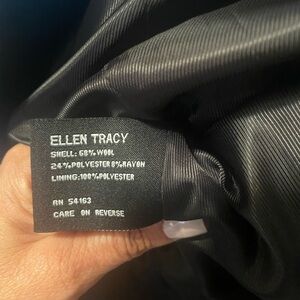 ELLEN TRACY
SHELL: 68% WOOL
24% POLYESTER 8% RAYON
LINING: 100% POLYESTER
RN 54163
CARE ON REVERSE